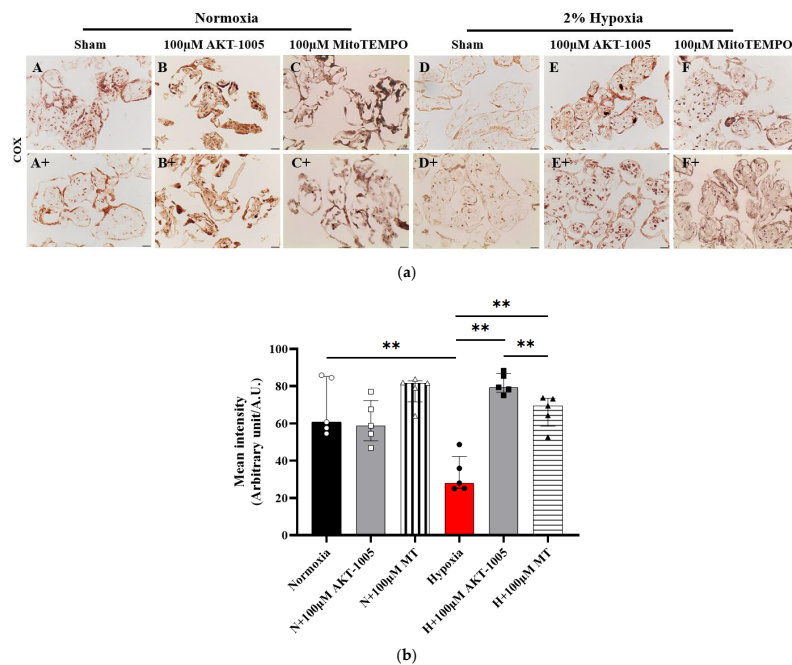 Normoxia 2% Hypoxia
Sham 100µM AKT-1005 100µM MitoTEMPO Sham 100µM AKT-1005 100µM MitoTEMPO
COX
A B C D E F
A+ B+ C+ D+ E+ F+
(a)
**
** **
**
Mean intensity
(Arbitrary unit/A.U.)
100
80
60
40
20
0
Normoxia
N+100µM AKT-1005
N+100µM MT
Hypoxia
H+100µM AKT-1005
H+100µM MT
(b)